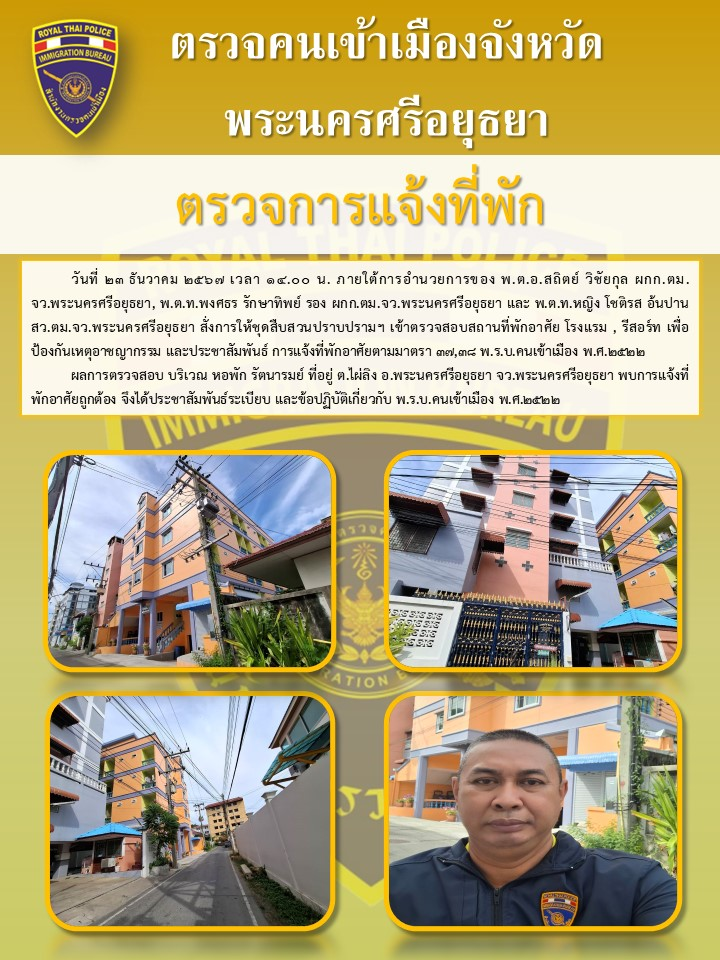 ROYAL THAI POLICE
IMMIGRATION BUREAU
สำนักงานตรวจคนเข้าเมือง
ตรวจคนเข้าเมืองจังหวัด
พระนครศรีอยุธยา
ตรวจการแจ้งที่พัก
วันที่ ๒๓ ธันวาคม ๒๕๖๗ เวลา ๑๔.๐๐ น. ภายใต้การอำนวยการของ พ.ต.อ.สถิตย์ วิชัยกุล ผกก.ตม.
จว.พระนครศรีอยุธยา, พ.ต.ท.พงศธร รักษาทิพย์ รอง ผกก.ตม.จว.พระนครศรีอยุธยา และ พ.ต.ท.หญิง โชติรส อ้นปาน
สว.ตม.จว.พระนครศรีอยุธยา สั่งการให้ชุดสืบสวนปราบปรามฯ เข้าตรวจสอบสถานที่พักอาศัย โรงแรม , รีสอร์ท เพื่อ
ป้องกันเหตุอาชญากรรม และประชาสัมพันธ์ การแจ้งที่พักอาศัยตามมาตรา ๓๗,๓๘ พ.ร.บ.คนเข้าเมือง พ.ศ.๒๕๒๒
ผลการตรวจสอบ บริเวณ หอพัก รัตนารมย์ ที่อยู่ ต.ไผ่ลิง อ.พระนครศรีอยุธยา จว.พระนครศรีอยุธยา พบการแจ้งที่
พักอาศัยถูกต้อง จึงได้ประชาสัมพันธ์ระเบียบ และข้อปฏิบัติเกี่ยวกับ พ.ร.บ.คนเข้าเมือง พ.ศ.๒๕๒๒